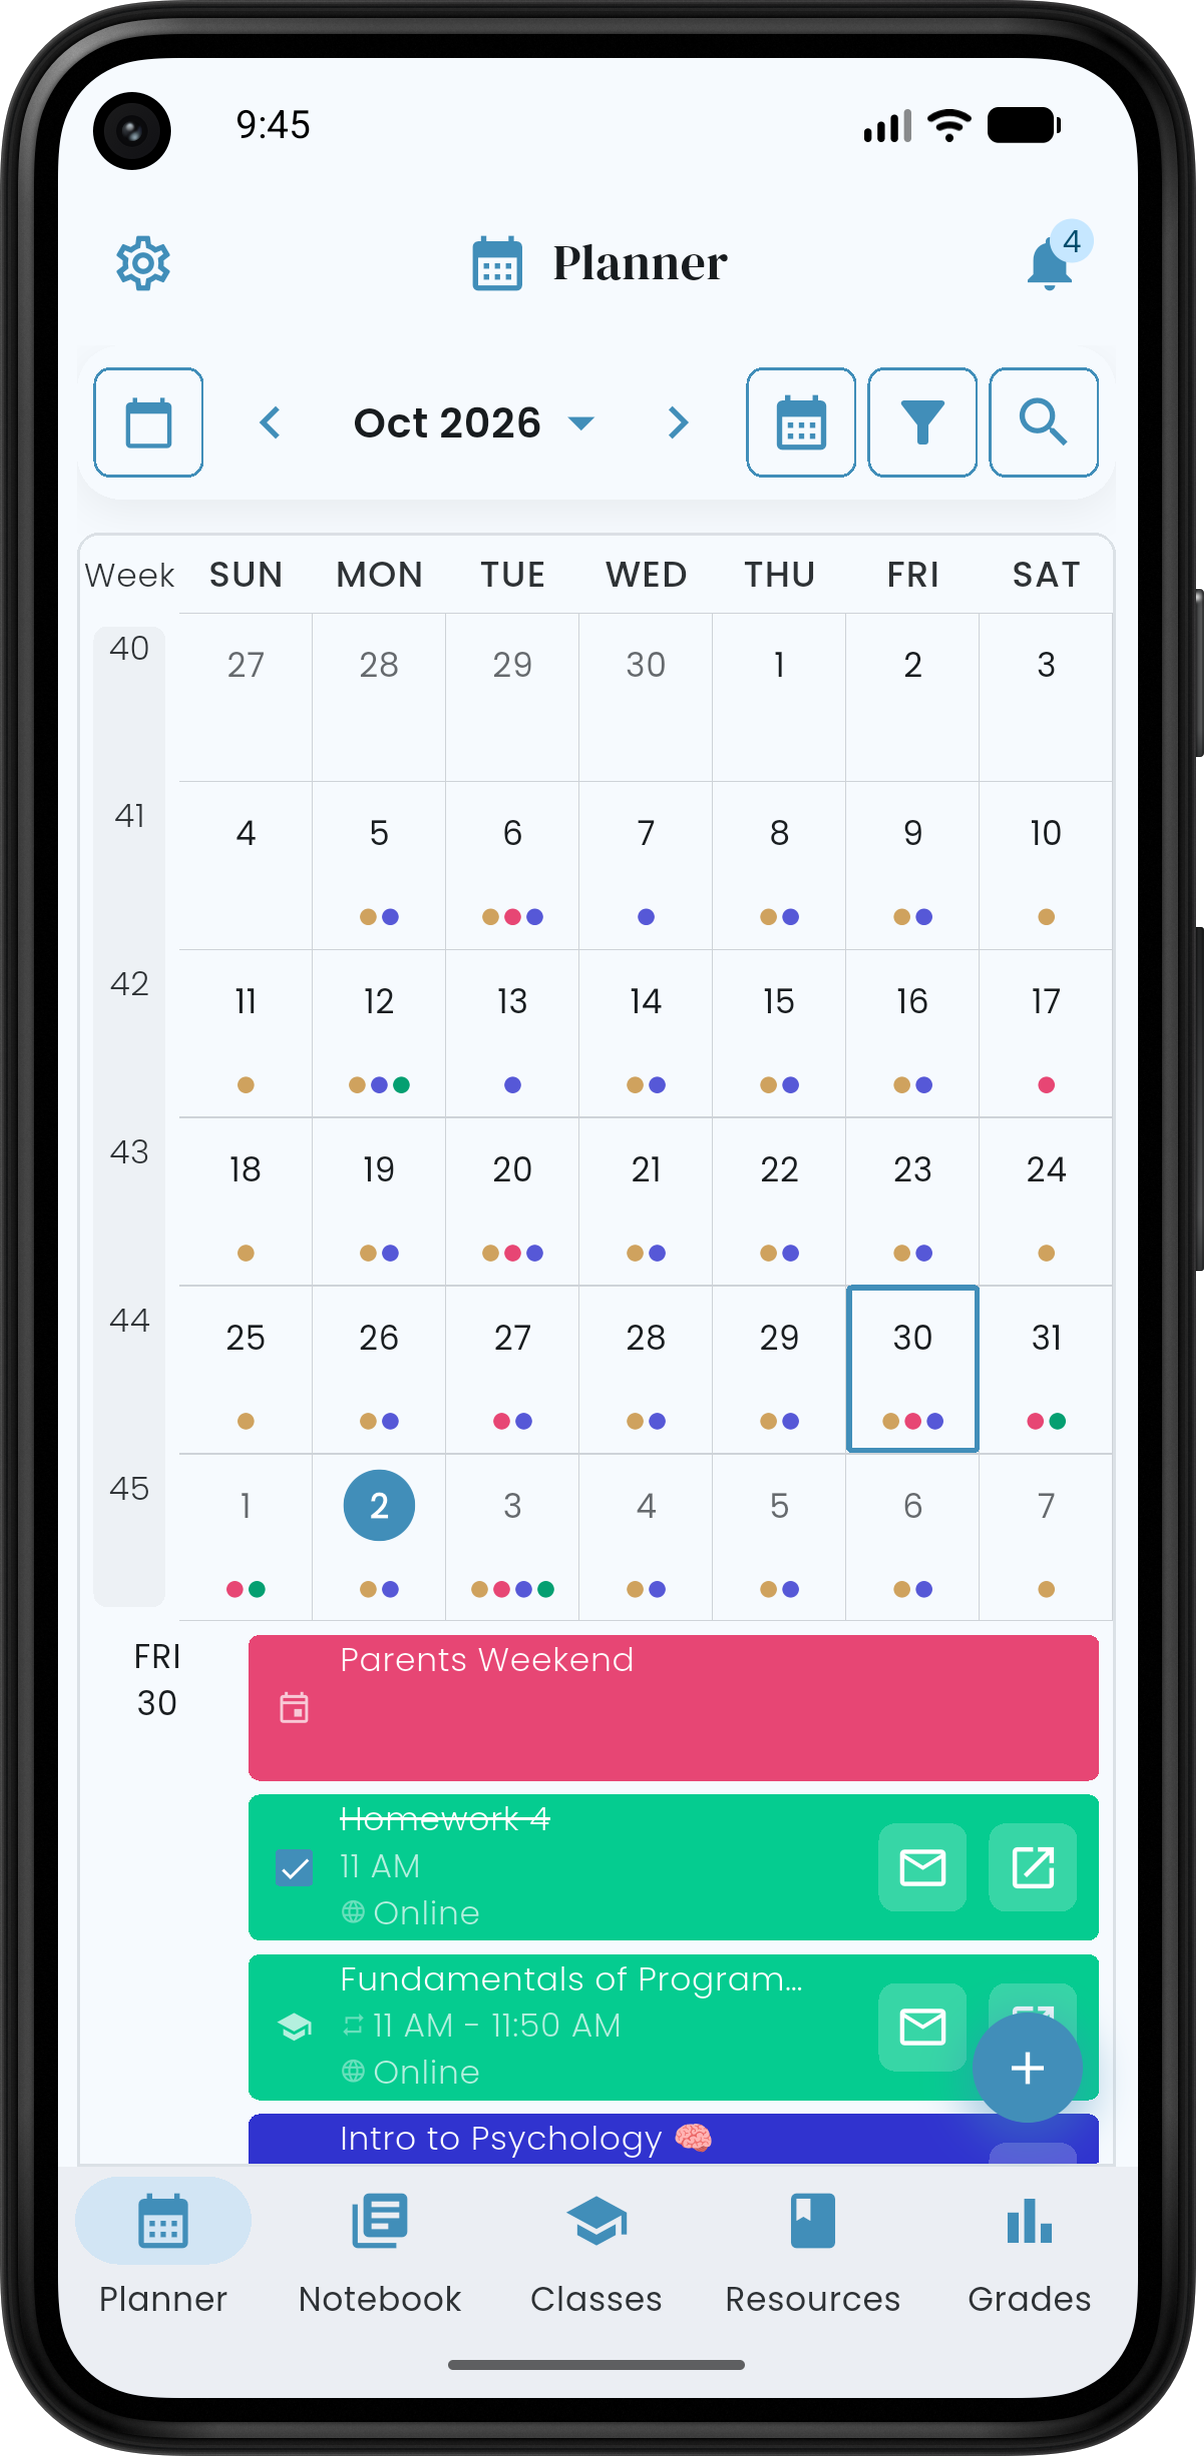 9:45
Planner
4
Oct 2026
Week SUN MON TUE WED THU FRI SAT
40 27 28 29 30 1 2 3
41 4 5 6 7 8 9 10
42 11 12 13 14 15 16 17
43 18 19 20 21 22 23 24
44 25 26 27 28 29 30 31
45 1 2 3 4 5 6 7
FRI
30
Parents Weekend
Homework 4
11 AM
Online
Fundamentals of Program...
11 AM - 11:50 AM
Online
Intro to Psychology 🧠
Planner Notebook Classes Resources Grades